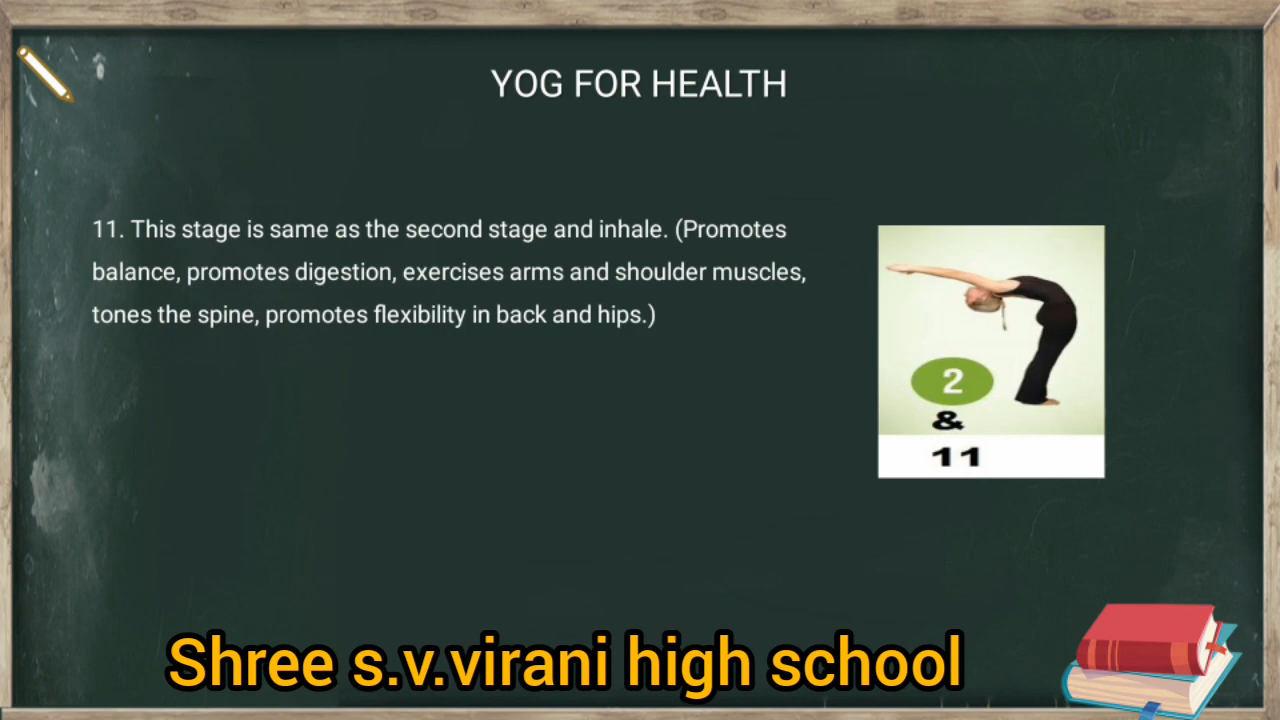 YOG FOR HEALTH
11. This stage is same as the second stage and inhale. (Promotes
balance, promotes digestion, exercises arms and shoulder muscles,
tones the spine, promotes flexibility in back and hips.)
2
&
11
Shree s.v.virani high school